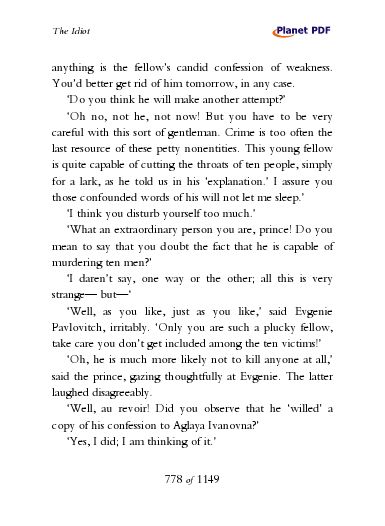 The Idiot
Planet PDF
anything is the fellow's candid confession of weakness.
You'd better get rid of him tomorrow, in any case.
'Do you think he will make another attempt?'
'Oh no, not he, not now! But you have to be very
careful with this sort of gentleman. Crime is too often the
last resource of these petty nonentities. This young fellow
is quite capable of cutting the throats of ten people, simply
for a lark, as he told us in his 'explanation.' I assure you
those confounded words of his will not let me sleep.'
'I think you disturb yourself too much.'
'What an extraordinary person you are, prince! Do you
mean to say that you doubt the fact that he is capable of
murdering ten men?'
'I daren't say, one way or the other; all this is very
strange— but—'
'Well, as you like, just as you like,' said Evgenie
Pavlovitch, irritably. 'Only you are such a plucky fellow,
take care you don't get included among the ten victims!'
'Oh, he is much more likely not to kill anyone at all,'
said the prince, gazing thoughtfully at Evgenie. The latter
laughed disagreeably.
'Well, au revoir! Did you observe that he 'willed' a
copy of his confession to Aglaya Ivanovna?'
'Yes, I did; I am thinking of it.'
778 of 1149